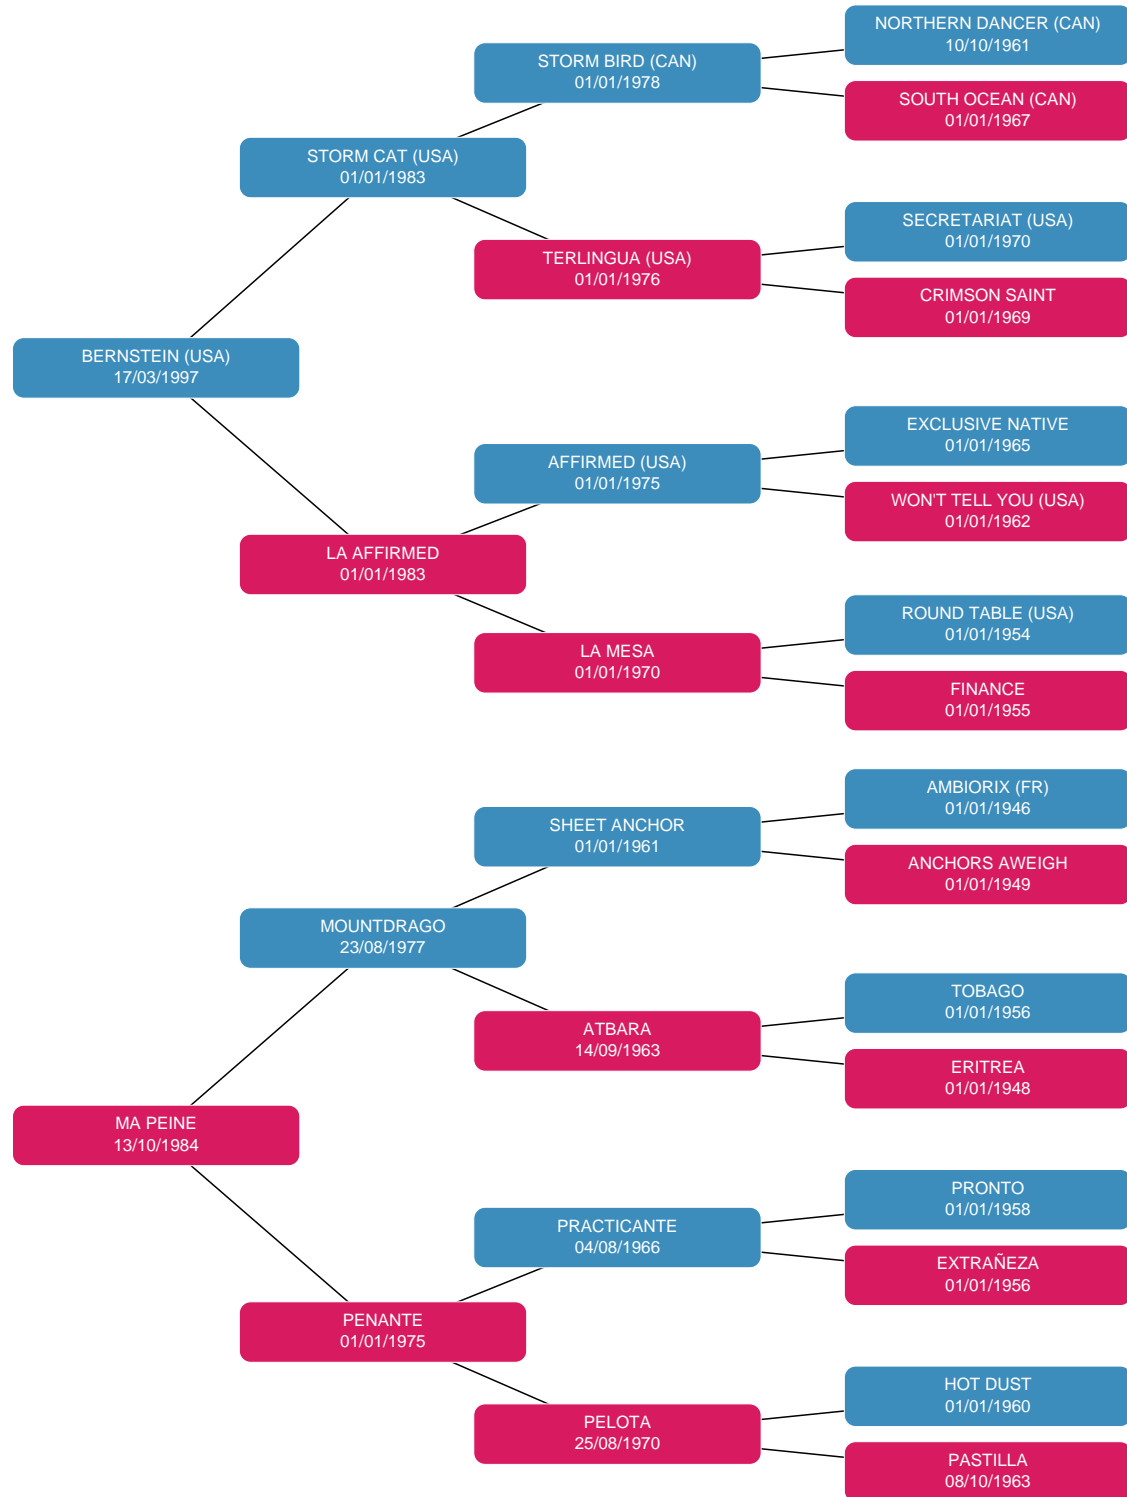 NORTHERN DANCER (CAN)
10/10/1961
STORM BIRD (CAN)
01/01/1978
SOUTH OCEAN (CAN)
01/01/1967
STORM CAT (USA)
01/01/1983
SECRETARIAT (USA)
01/01/1970
TERLINGUA (USA)
01/01/1976
CRIMSON SAINT
01/01/1969
BERNSTEIN (USA)
17/03/1997
EXCLUSIVE NATIVE
01/01/1965
AFFIRMED (USA)
01/01/1975
WON'T TELL YOU (USA)
01/01/1962
LA AFFIRMED
01/01/1983
ROUND TABLE (USA)
01/01/1954
LA MESA
01/01/1970
FINANCE
01/01/1955
AMBIORIX (FR)
01/01/1946
SHEET ANCHOR
01/01/1961
ANCHORS AWEIGH
01/01/1949
MOUNTDRAGO
23/08/1977
TOBAGO
01/01/1956
ATBARA
14/09/1963
ERITREA
01/01/1948
MA PEINE
13/10/1984
PRONTO
01/01/1958
PRACTICANTE
04/08/1966
EXTRAÑEZA
01/01/1956
PENANTE
01/01/1975
HOT DUST
01/01/1960
PELOTA
25/08/1970
PASTILLA
08/10/1963